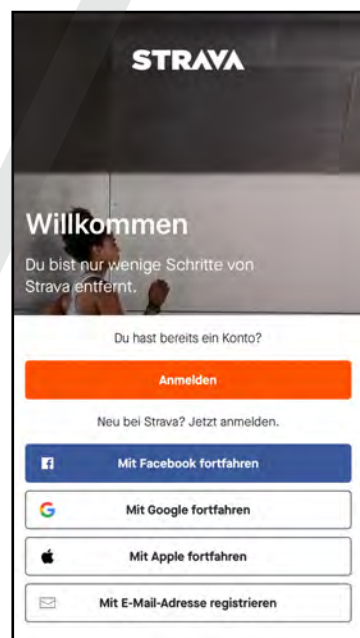 STRAVA
Willkommen
Du bist nur wenige Schritte von
Strava entfernt.
Du hast bereits ein Konto?
Anmelden
Neu bei Strava? Jetzt anmelden.
Mit Facebook fortfahren
Mit Google fortfahren
Mit Apple fortfahren
Mit E-Mail-Adresse registrieren